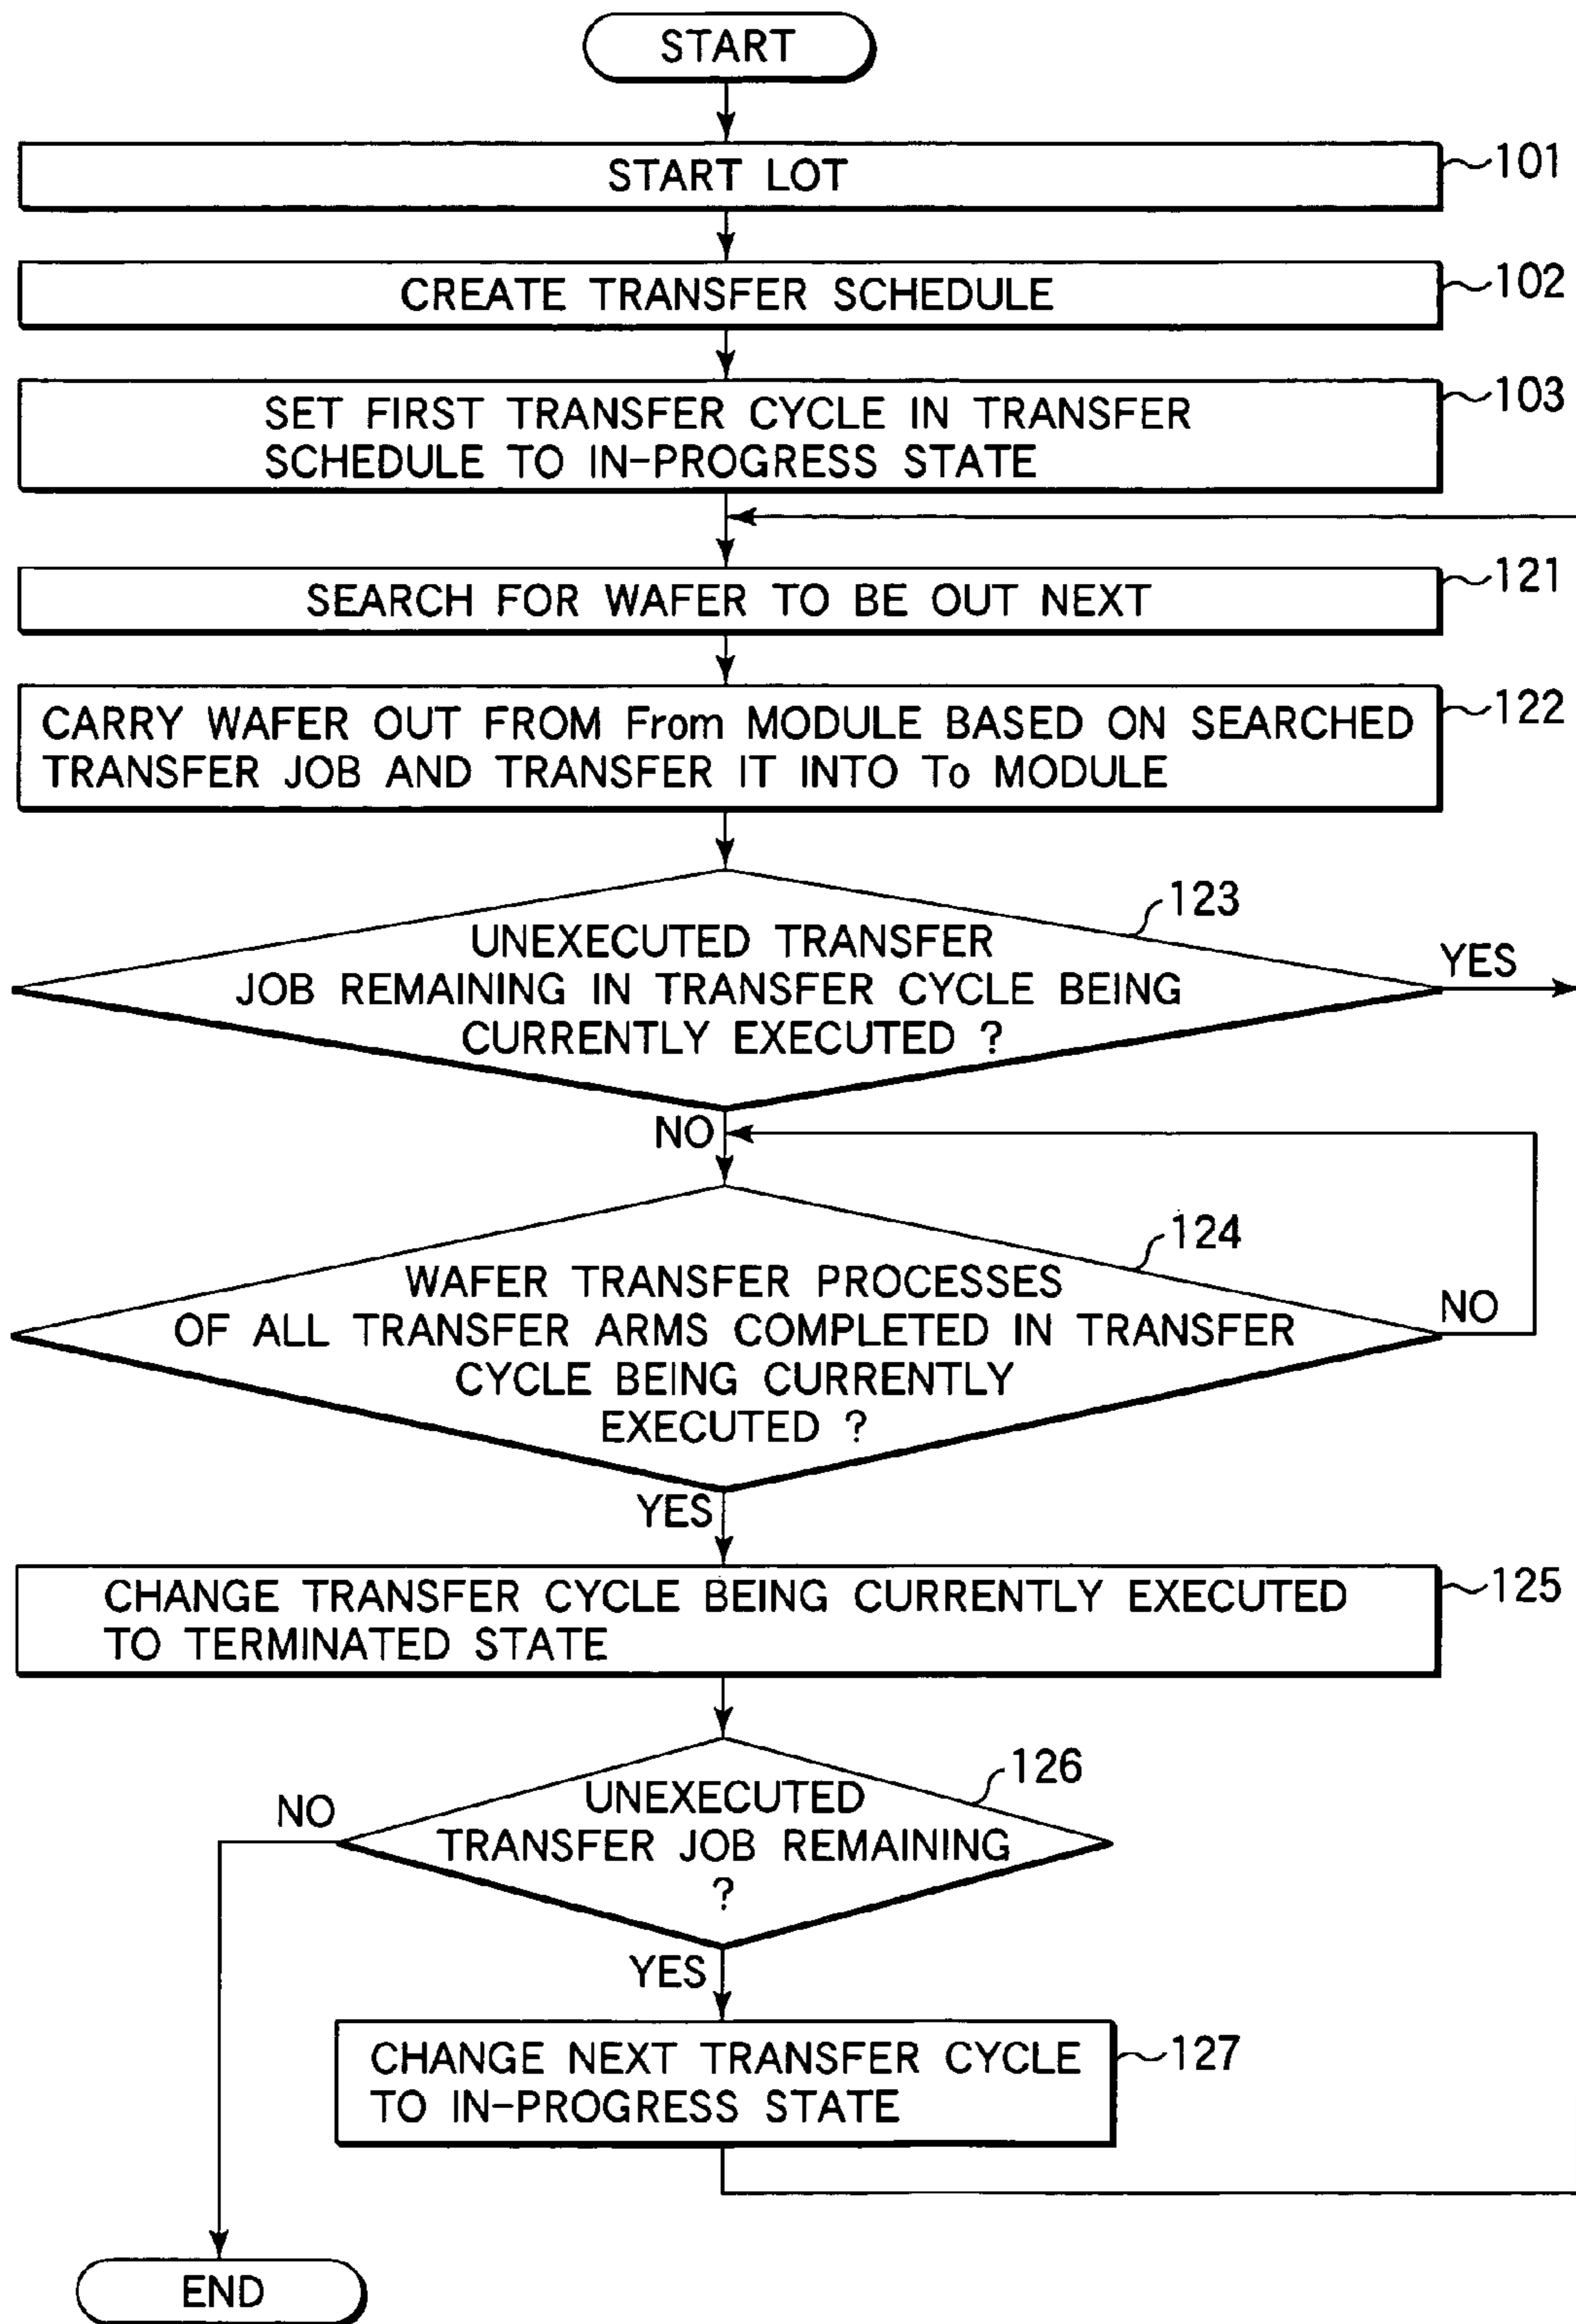 START
START LOT
101
CREATE TRANSFER SCHEDULE
102
SET FIRST TRANSFER CYCLE IN TRANSFER
SCHEDULE TO IN-PROGRESS STATE
103
SEARCH FOR WAFER TO BE OUT NEXT
121
CARRY WAFER OUT FROM From MODULE BASED ON SEARCHED
TRANSFER JOB AND TRANSFER IT INTO To MODULE
122
123
UNEXECUTED TRANSFER
JOB REMAINING IN TRANSFER CYCLE BEING
CURRENTLY EXECUTED ?
YES
NO
124
WAFER TRANSFER PROCESSES
OF ALL TRANSFER ARMS COMPLETED IN TRANSFER
CYCLE BEING CURRENTLY
EXECUTED ?
NO
YES
CHANGE TRANSFER CYCLE BEING CURRENTLY EXECUTED
TO TERMINATED STATE
125
126
UNEXECUTED
TRANSFER JOB REMAINING
?
NO
YES
CHANGE NEXT TRANSFER CYCLE
TO IN-PROGRESS STATE
127
END